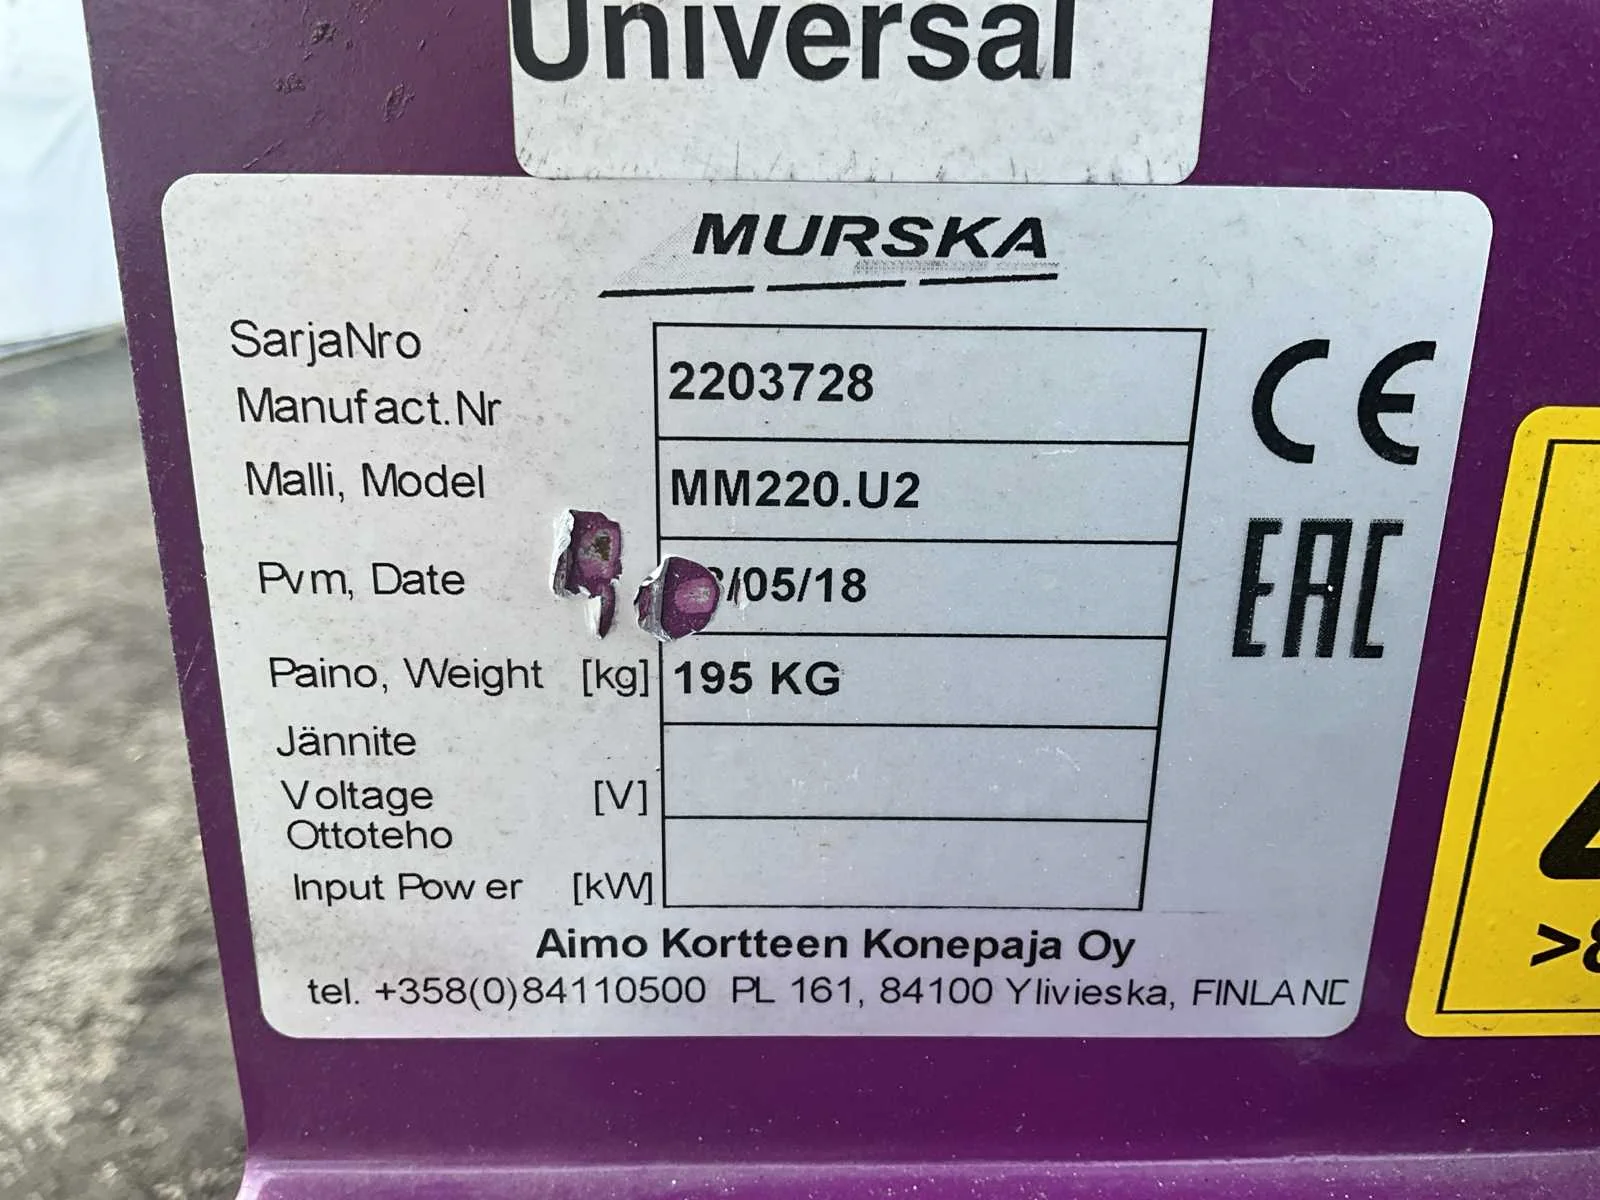 Universal
MURSKA
SarjaNro
Manufact.Nr 2203728
Malli, Model MM220.U2
Pvm, Date /05/18
Paino, Weight [kg] 195 KG
Jännite
Voltage [V]
Ottoteho
Input Power [kW]
CE
EAC
Aimo Kortteen Konepaja Oy
tel. +358(0)84110500 PL 161, 84100 Ylivieska, FINLAND
>8